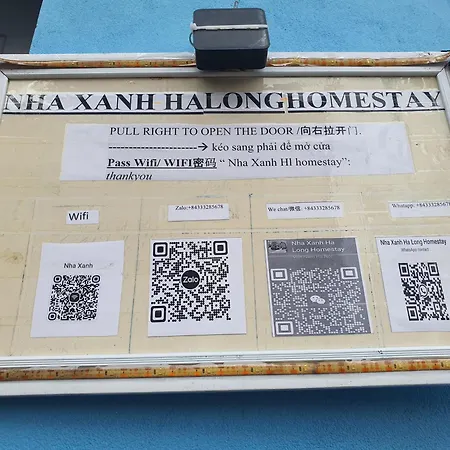 NHA XANH HALONGHOMESTAY
PULL RIGHT TO OPEN THE DOOR /向右拉开门.
------------------------→ kéo sang phải để mở cửa
Pass Wifi/ WIFI密码 “ Nha Xanh Hl homestay”:
thankyou
Wifi
Zalo:+84333285678
We chat/微信: +84333285678
Whatsapp: +84333285678
Nha Xanh
Zalo
Nha Xanh Ha
Long Homestay
Nha Xanh Ha Long Homestay
WhatsApp contact